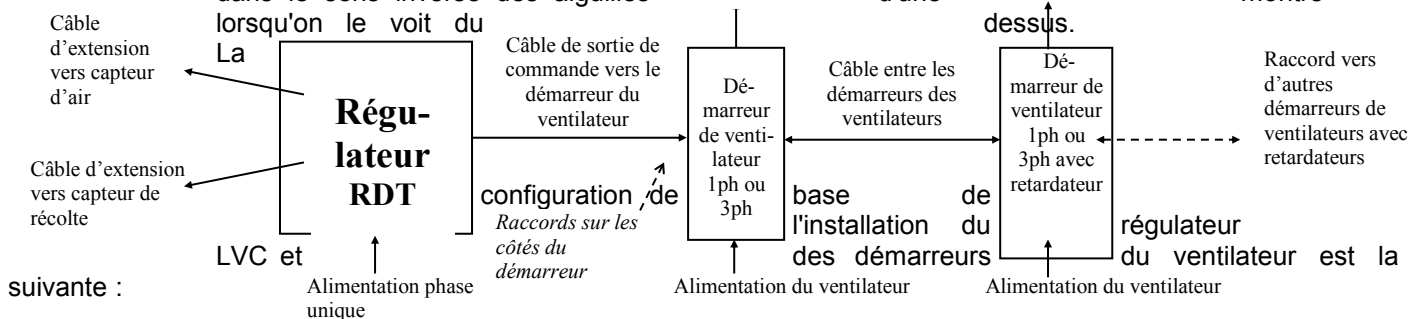 lorsqu'on le voit du dessus.
La configuration de base de l'installation du régulateur
LVC et des démarreurs du ventilateur est la
suivante :
Câble
d'extension
vers capteur
d'air
Câble d'extension
vers capteur de
récolte
Régu-
lateur
RDT
Alimentation phase
unique
Câble de sortie de
commande vers le
démarreur du
ventilateur
Raccords sur les
côtés du
démarreur
Dé-
marreur
de venti-
lateur
1ph ou
3ph
Alimentation du ventilateur
Câble entre les
démarreurs des
ventilateurs
Dé-
marreur de
ventilateur
1ph ou
3ph avec
retardateur
Alimentation du ventilateur
Raccord vers
d'autres
démarreurs de
ventilateurs avec
retardateurs